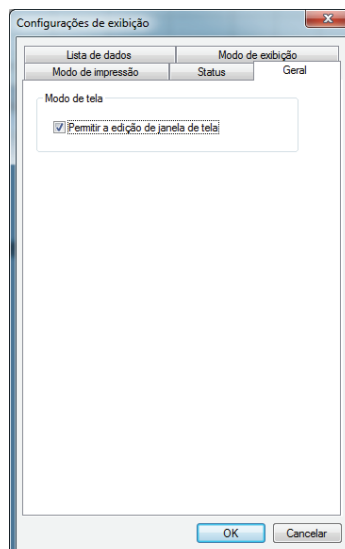 Configurações de exibição
Lista de dados
Modo de exibição
Modo de impressão
Status
Geral
Modo de tela
Permitir a edição de janela de tela
OK
Cancelar